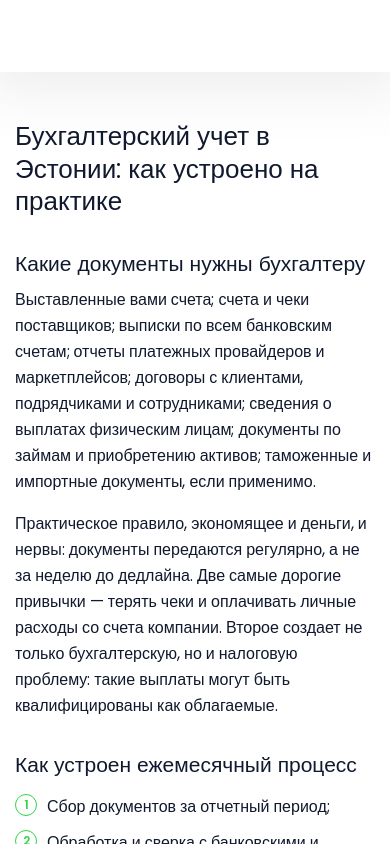 Бухгалтерский учет в
Эстонии: как устроено на
практике
Какие документы нужны бухгалтеру
Выставленные вами счета; счета и чеки
поставщиков; выписки по всем банковским
счетам; отчеты платежных провайдеров и
маркетплейсов; договоры с клиентами,
подрядчиками и сотрудниками; сведения о
выплатах физическим лицам; документы по
займам и приобретению активов; таможенные и
импортные документы, если применимо.
Практическое правило, экономящее и деньги, и
нервы: документы передаются регулярно, а не
за неделю до дедлайна. Две самые дорогие
привычки — терять чеки и оплачивать личные
расходы со счета компании. Второе создает не
только бухгалтерскую, но и налоговую
проблему: такие выплаты могут быть
квалифицированы как облагаемые.
Как устроен ежемесячный процесс
1 Сбор документов за отчетный период;
2 Обработка и сверка с банковскими и